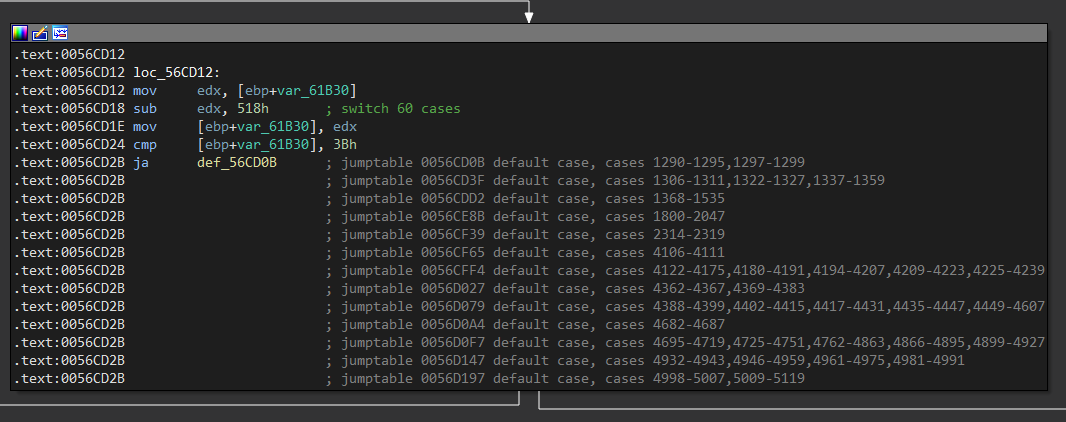 .text:0056CD12
.text:0056CD12 loc_56CD12:
.text:0056CD12 mov edx, [ebp+var_61B30]
.text:0056CD18 sub edx, 518h ; switch 60 cases
.text:0056CD1E mov [ebp+var_61B30], edx
.text:0056CD24 cmp [ebp+var_61B30], 3Bh
.text:0056CD2B ja def_56CD0B ; jumptable 0056CD0B default case, cases 1290-1295,1297-1299
.text:0056CD2B ; jumptable 0056CD3F default case, cases 1306-1311,1322-1327,1337-1359
.text:0056CD2B ; jumptable 0056CDD2 default case, cases 1368-1535
.text:0056CD2B ; jumptable 0056CE8B default case, cases 1800-2047
.text:0056CD2B ; jumptable 0056CF39 default case, cases 2314-2319
.text:0056CD2B ; jumptable 0056CF65 default case, cases 4106-4111
.text:0056CD2B ; jumptable 0056CFF4 default case, cases 4122-4175,4180-4191,4194-4207,4209-4223,4225-4239
.text:0056CD2B ; jumptable 0056D027 default case, cases 4362-4367,4369-4383
.text:0056CD2B ; jumptable 0056D079 default case, cases 4388-4399,4402-4415,4417-4431,4435-4447,4449-4607
.text:0056CD2B ; jumptable 0056D0A4 default case, cases 4682-4687
.text:0056CD2B ; jumptable 0056D0F7 default case, cases 4695-4719,4725-4751,4762-4863,4866-4895,4899-4927
.text:0056CD2B ; jumptable 0056D147 default case, cases 4932-4943,4946-4959,4961-4975,4981-4991
.text:0056CD2B ; jumptable 0056D197 default case, cases 4998-5007,5009-5119